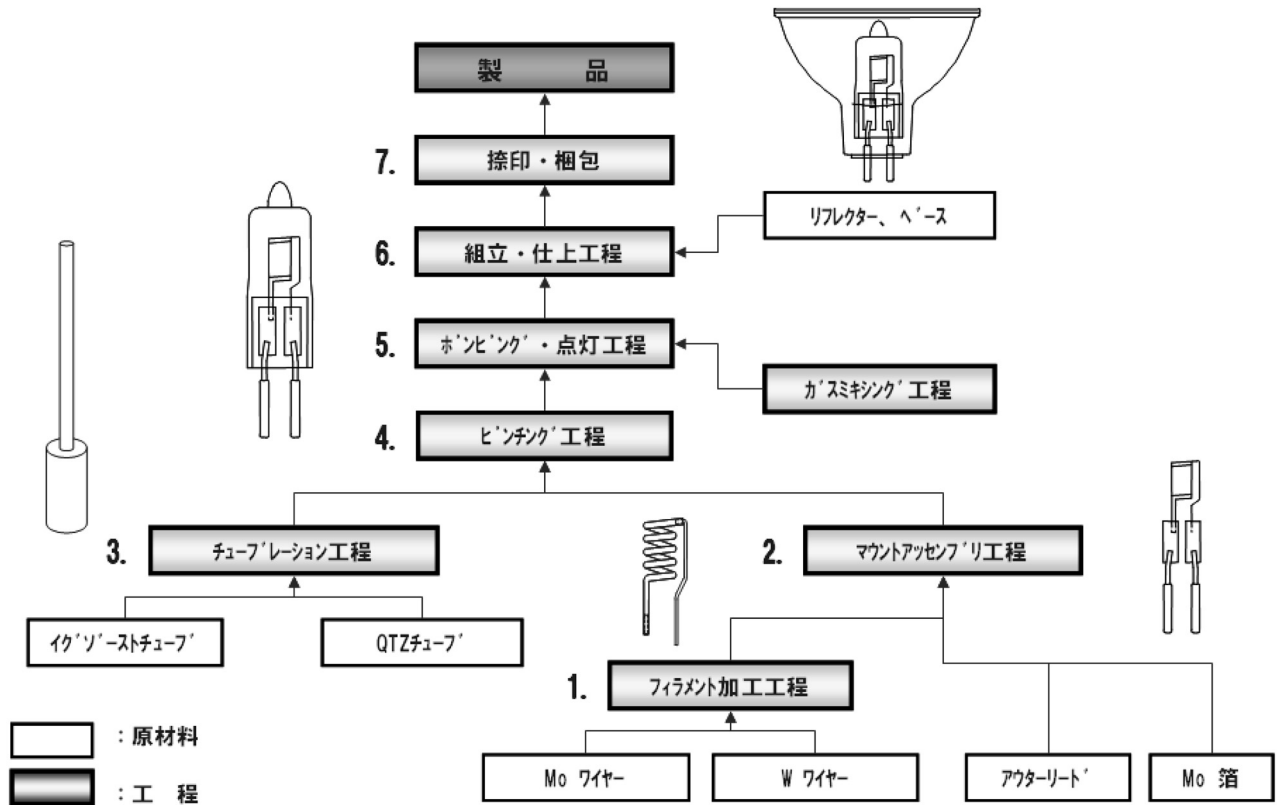 製 品
7. 捺印・梱包
リフレクター、ベース
6. 組立・仕上工程
5. ポンピング・点灯工程
ガスミキシング工程
4. ピンチング工程
3. チューブレーション工程
2. マウントアッセンブリ工程
イグゾーストチューブ
QTZチューブ
1. フィラメント加工工程
：原材料
Mo ワイヤー
W ワイヤー
アウターリード
Mo 箔
：工 程